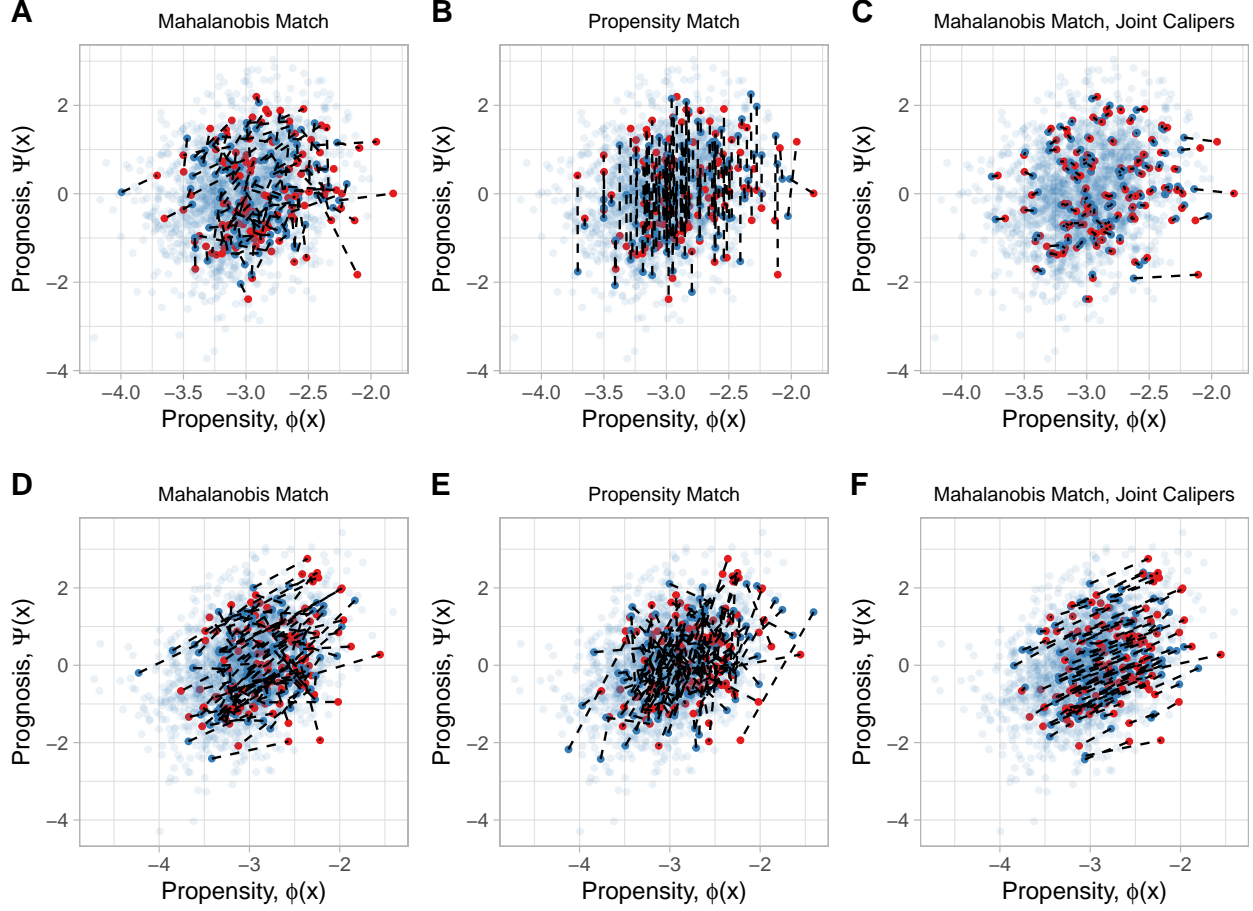 A
Mahalanobis Match
Prognosis, Ψ(x)
2
0
−2
−4
−4.0
−3.5
−3.0
−2.5
−2.0
Propensity, ϕ(x)
B
Propensity Match
Prognosis, Ψ(x)
2
0
−2
−4
−4.0
−3.5
−3.0
−2.5
−2.0
Propensity, ϕ(x)
C
Mahalanobis Match, Joint Calipers
Prognosis, Ψ(x)
2
0
−2
−4
−4.0
−3.5
−3.0
−2.5
−2.0
Propensity, ϕ(x)
D
Mahalanobis Match
Prognosis, Ψ(x)
2
0
−2
−4
−4
−3
−2
Propensity, ϕ(x)
E
Propensity Match
Prognosis, Ψ(x)
2
0
−2
−4
−4
−3
−2
Propensity, ϕ(x)
F
Mahalanobis Match, Joint Calipers
Prognosis, Ψ(x)
2
0
−2
−4
−4
−3
−2
Propensity, ϕ(x)